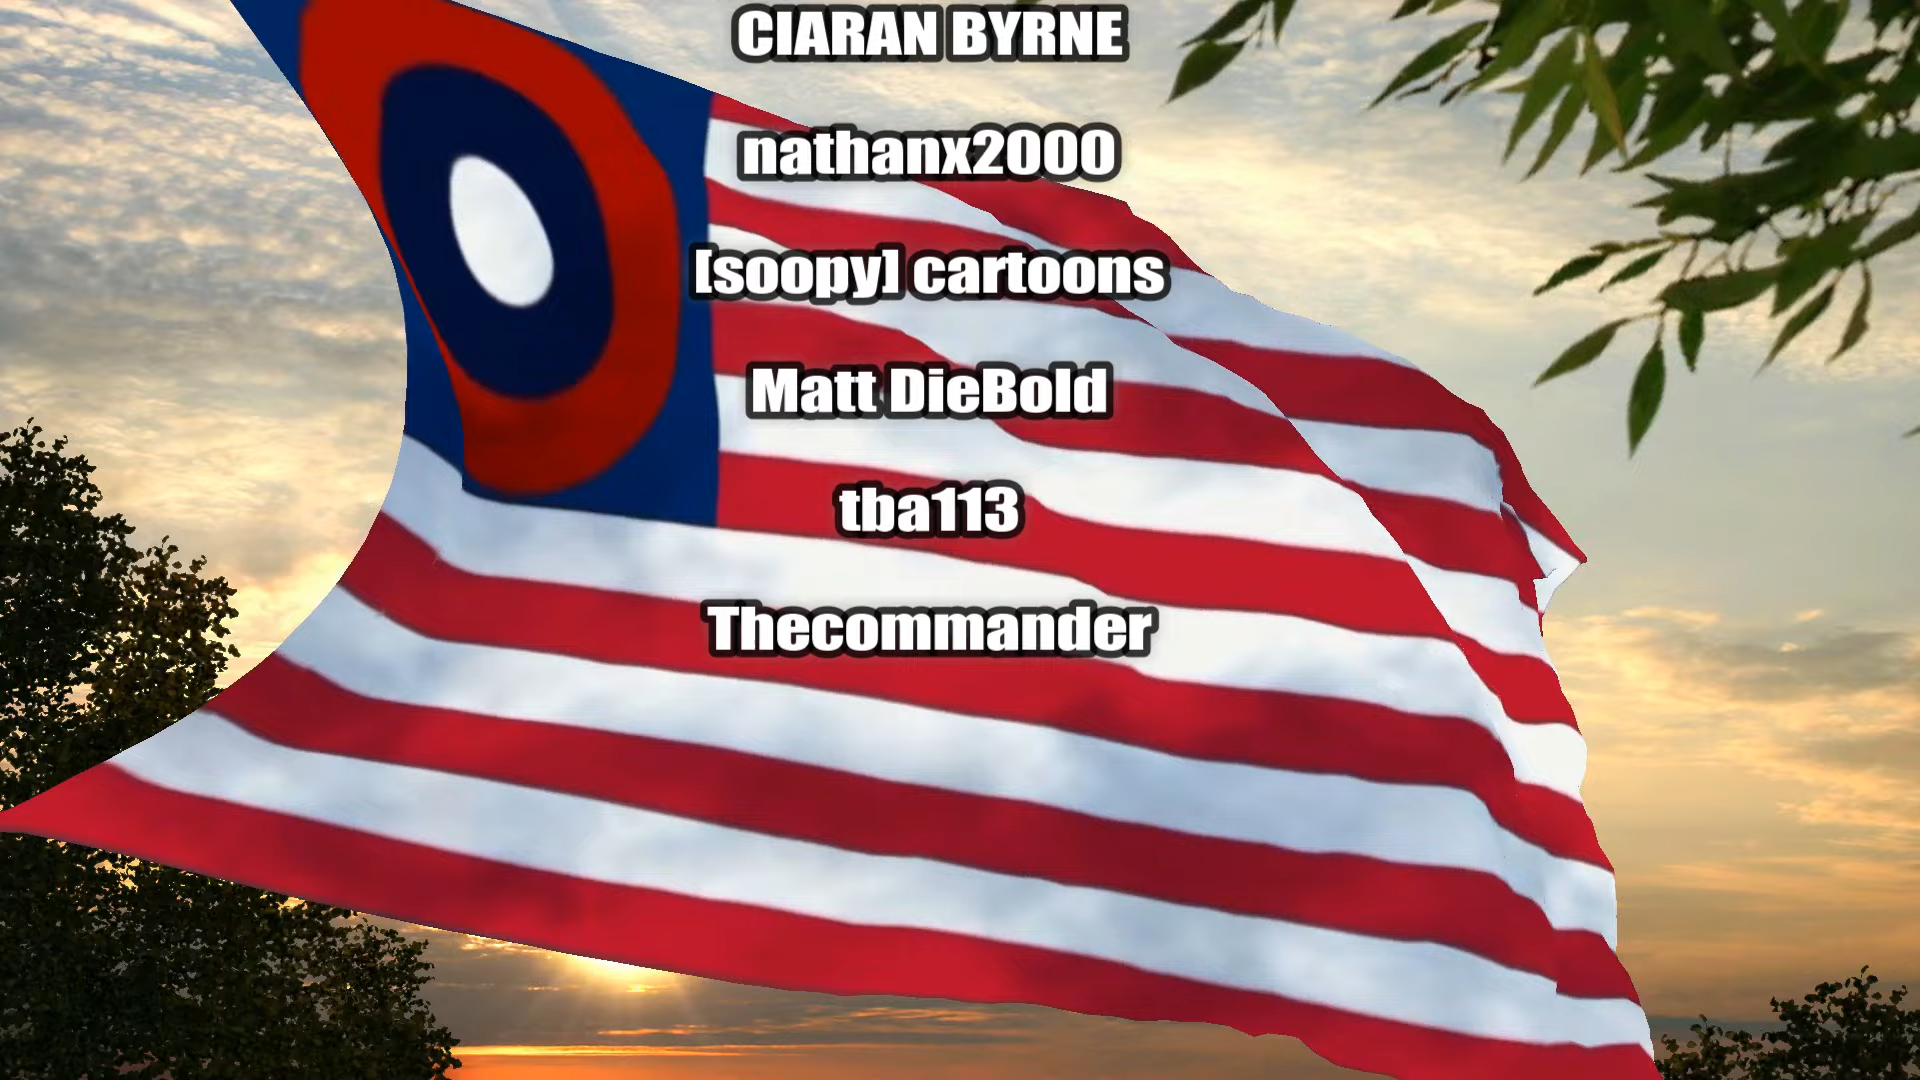 CIARAN BYRNE
nathanx2000
[soopy] cartoons
Matt DieBold
tba113
Thecommander